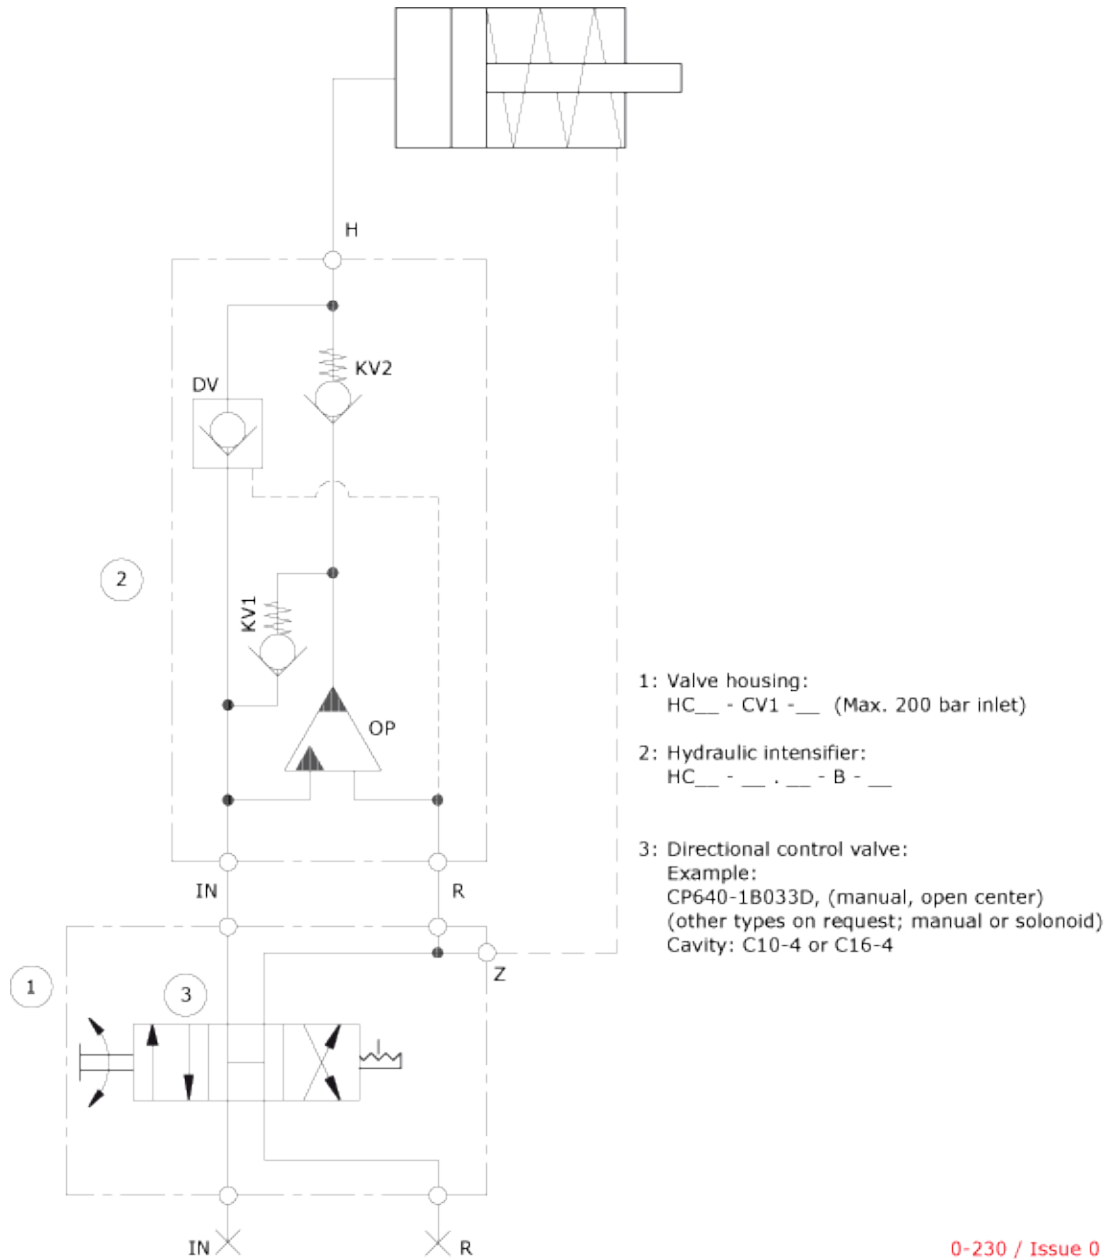 H
KV2
DV
2
KV1
OP
IN
R
1: Valve housing:
HC__ - CV1 -__ (Max. 200 bar inlet)
2: Hydraulic intensifier:
HC__ - __ . __ - B - __
3: Directional control valve:
Example:
CP640-1B033D, (manual, open center)
(other types on request; manual or solonoid)
Cavity: C10-4 or C16-4
Z
1
3
IN
R
0-230 / Issue 0